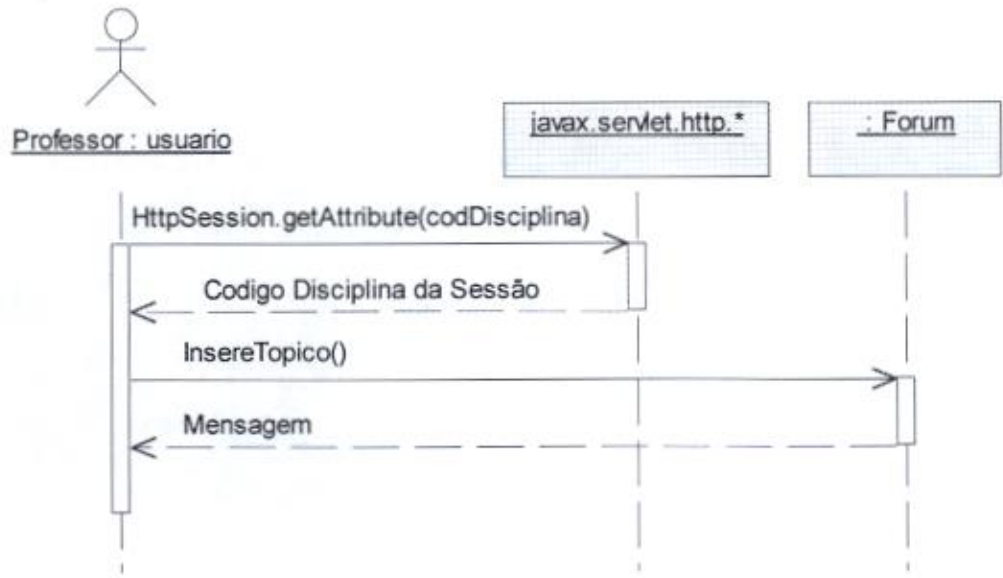 Professor : usuario
javax.servlet.http.*
: Forum
HttpSession.getAttribute(codDisciplina)
Codigo Disciplina da Sessão
InsereTopico()
Mensagem